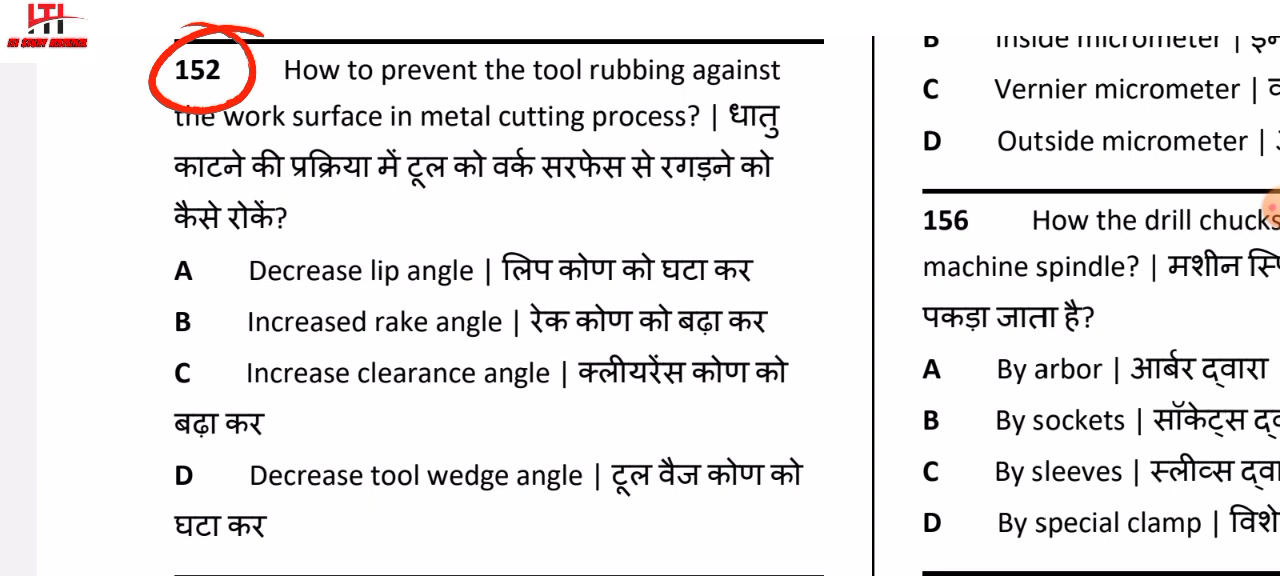 152 How to prevent the tool rubbing against
the work surface in metal cutting process? | धातु
काटने की प्रक्रिया में टूल को वर्क सरफेस से रगड़ने को
कैसे रोकें?
A Decrease lip angle | लिप कोण को घटा कर
B Increased rake angle | रेक कोण को बढ़ा कर
C Increase clearance angle | क्लीयरेंस कोण को
बढ़ा कर
D Decrease tool wedge angle | टूल वैज कोण को
घटा कर
B Inside micrometer |
C Vernier micrometer |
D Outside micrometer |
156 How the drill chucks
machine spindle? | मशीन
पकड़ा जाता है?
A By arbor | आर्बर द्वारा
B By sockets | सॉकेट्स
C By sleeves | स्लीव्स
D By special clamp |